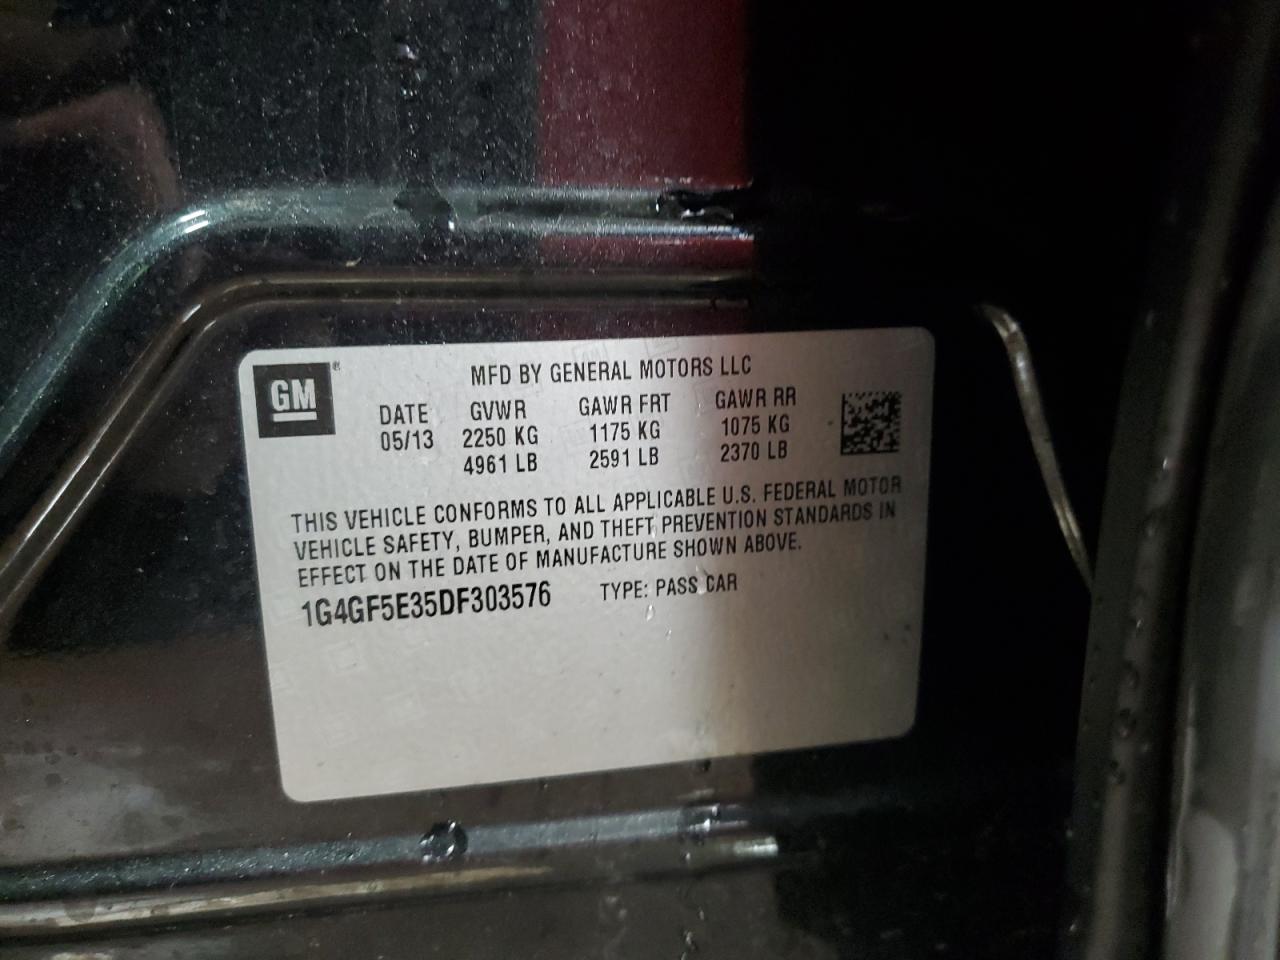 GM ®
MFD BY GENERAL MOTORS LLC
DATE GVWR GAWR FRT GAWR RR
05/13 2250 KG 1175 KG 1075 KG
4961 LB 2591 LB 2370 LB
THIS VEHICLE CONFORMS TO ALL APPLICABLE U.S. FEDERAL MOTOR
VEHICLE SAFETY, BUMPER, AND THEFT PREVENTION STANDARDS IN
EFFECT ON THE DATE OF MANUFACTURE SHOWN ABOVE.
1G4GF5E35DF303576 TYPE: PASS CAR